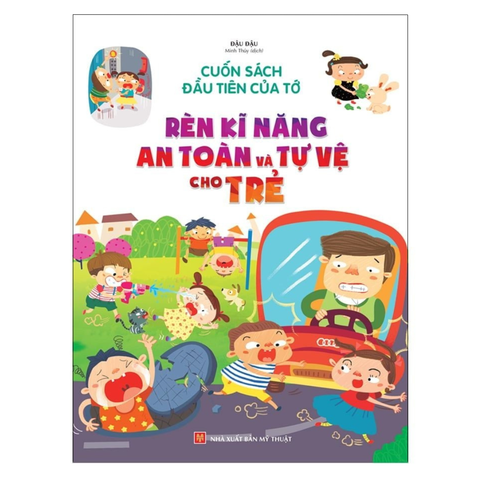 ĐẬU ĐẬU
Minh Thúy (dịch)
CUỐN SÁCH
ĐẦU TIÊN CỦA TỚ
RÈN KĨ NĂNG
AN TOÀN VÀ TỰ VỆ
CHO TRẺ
NHÀ XUẤT BẢN MỸ THUẬT